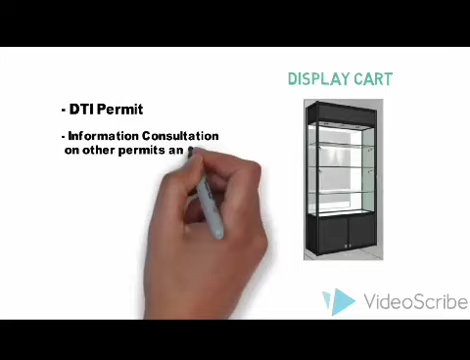 DISPLAY CART
- DTI Permit
- Information Consultation
on other permits an
VideoScribe